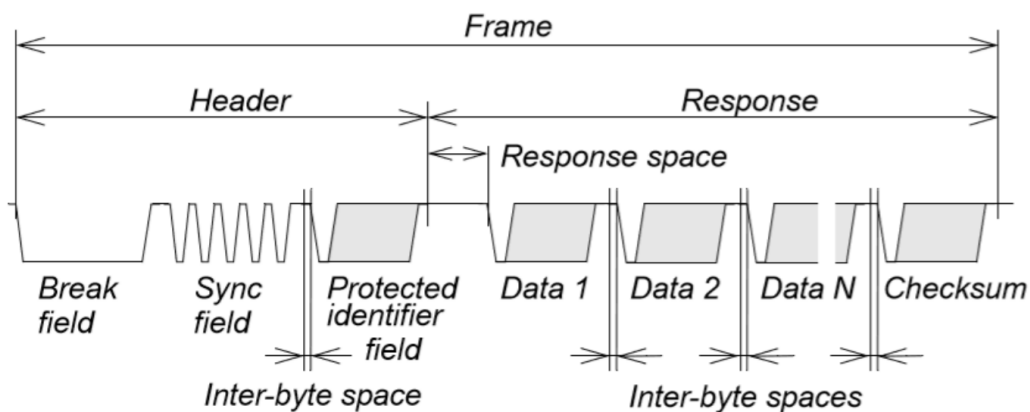 Frame
Header
Response
Response space
Break
field
Sync
field
Protected
identifier
field
Data 1
Data 2
Data N
Checksum
Inter-byte space
Inter-byte spaces